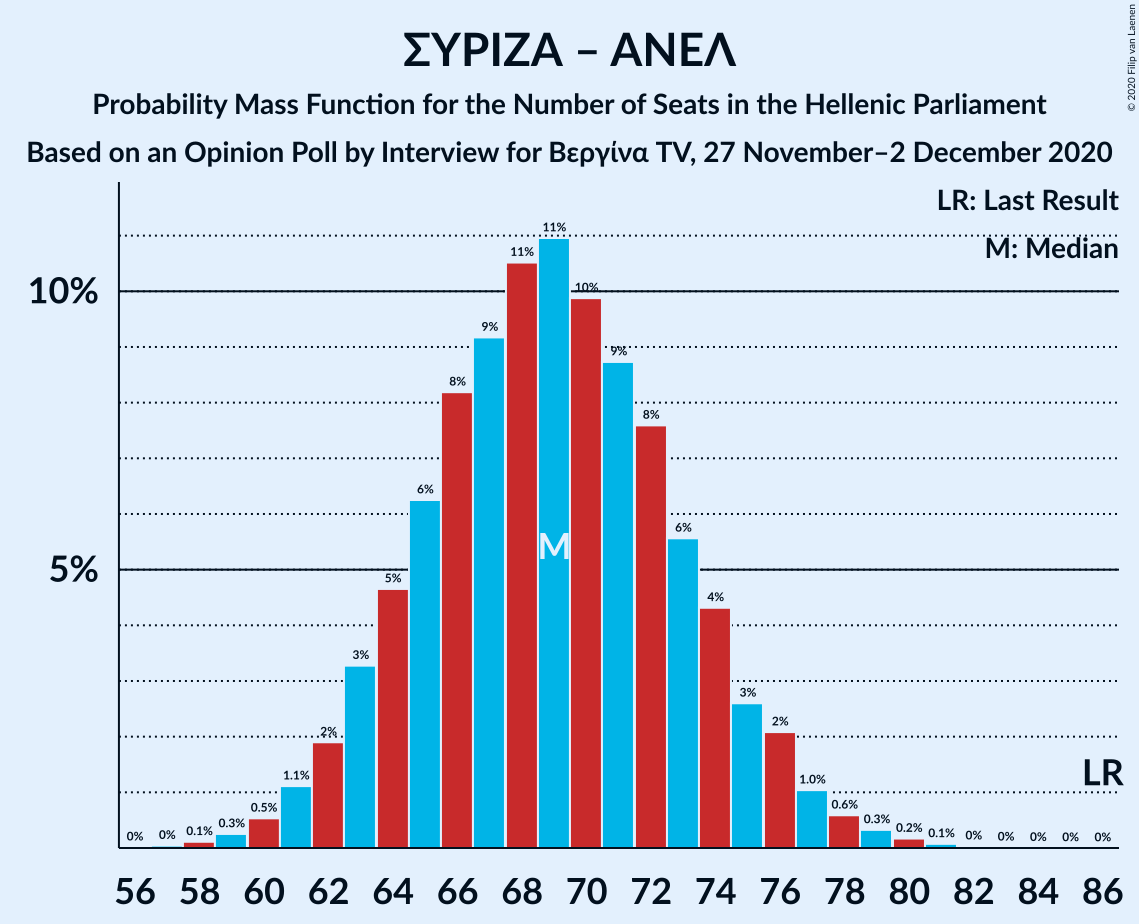 ΣΥΡΙΖΑ – ΑΝΕΛ
Probability Mass Function for the Number of Seats in the Hellenic Parliament
Based on an Opinion Poll by Interview for Βεργίνα TV, 27 November–2 December 2020
© 2020 Filip van Laenen
LR: Last Result
M: Median
10%
5%
0% 0% 0.1% 0.3% 0.5% 1.1% 2% 3% 5% 6% 8% 9% 11% 11% 10% 9% 8% 6% 4% 3% 2% 1.0% 0.6% 0.3% 0.2% 0.1% 0% 0% 0% 0% 0%
M
LR
56 58 60 62 64 66 68 70 72 74 76 78 80 82 84 86